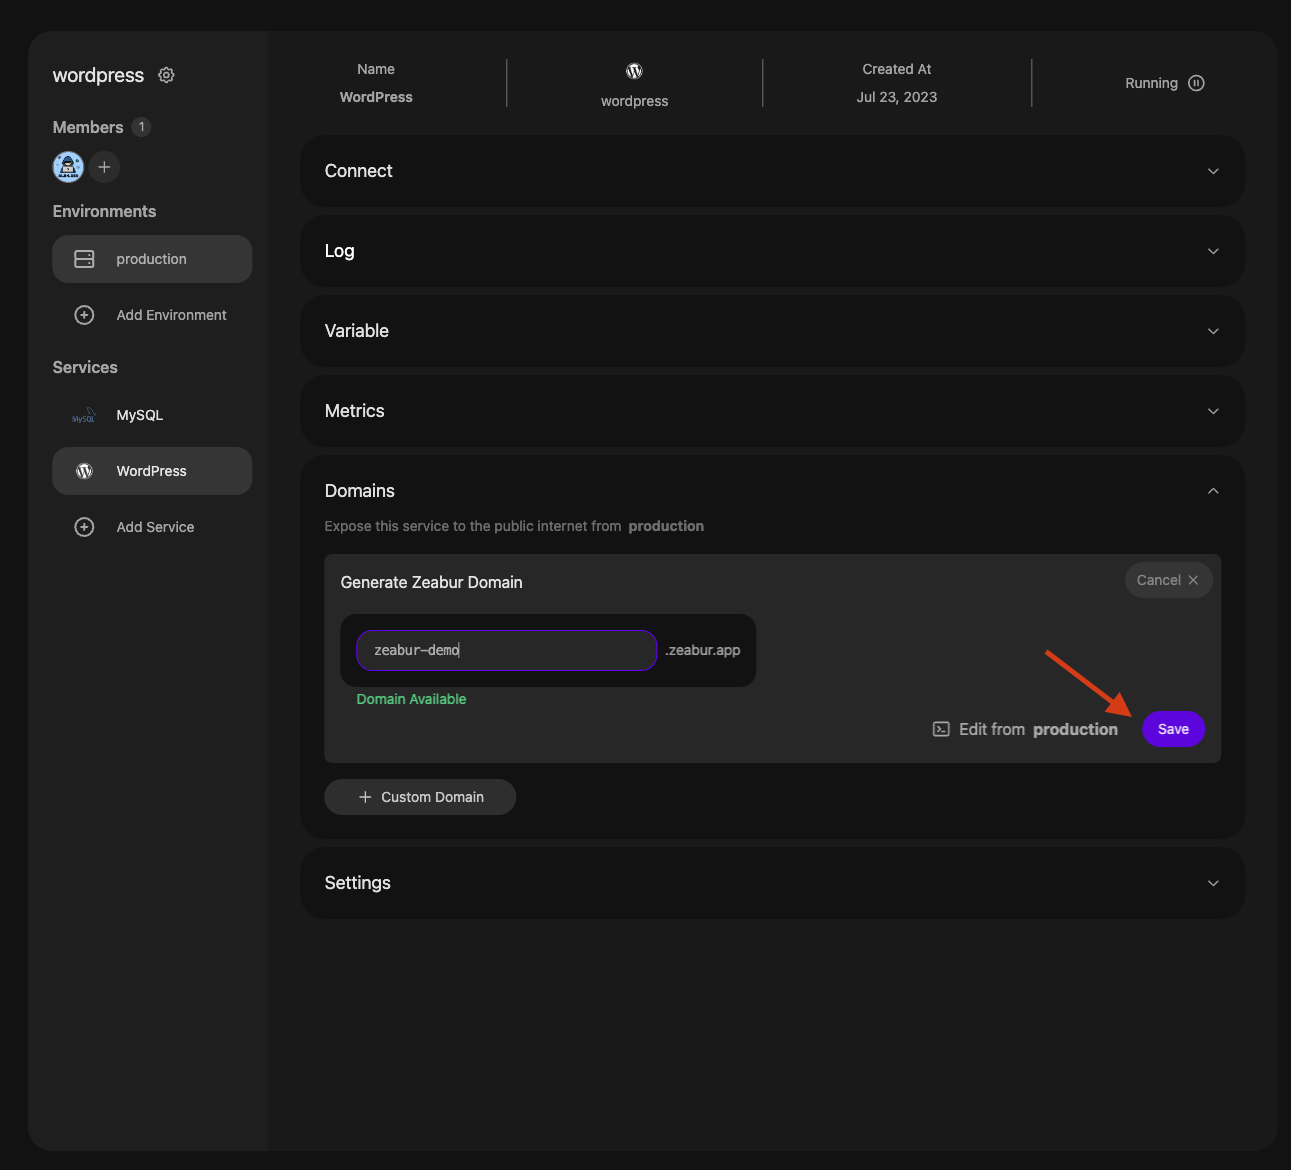 wordpress
Members 1
Environments
production
Add Environment
Services
MySQL MySQL
WordPress
Add Service
Name
WordPress
wordpress
Created At
Jul 23, 2023
Running
Connect
Log
Variable
Metrics
Domains
Expose this service to the public internet from production
Generate Zeabur Domain
Cancel
zeabur-demo .zeabur.app
Domain Available
Edit from production
Save
Custom Domain
Settings